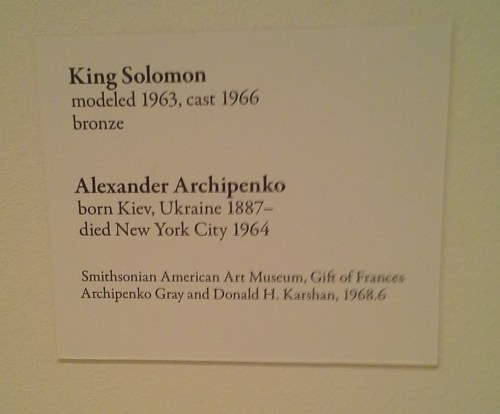 King Solomon
modeled 1963, cast 1966
bronze
Alexander Archipenko
born Kiev, Ukraine 1887–
died New York City 1964
Smithsonian American Art Museum, Gift of Frances
Archipenko Gray and Donald H. Karshan, 1968.6